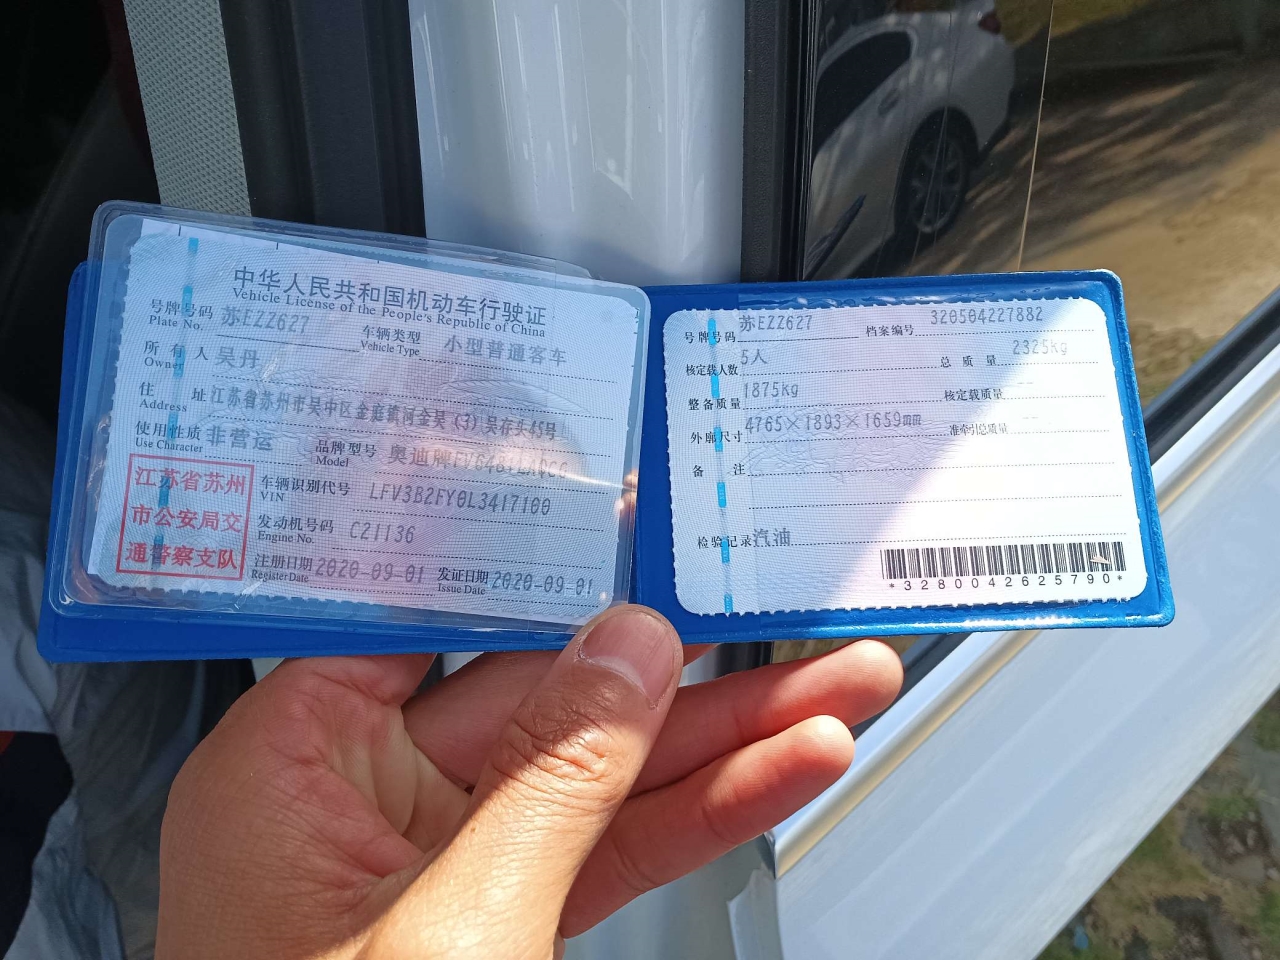 中华人民共和国机动车行驶证
Vehicle License of the People's Republic of China
号牌号码 苏EZZ627 车辆类型 小型普通客车
Plate No. Vehicle Type
所有人 吴丹
Owner
住址 江苏省苏州市吴中区金庭镇河 吴(3)吴存头45号
Address
使用性质 非营运 品牌型号 奥迪牌
Use Character Model
江苏省苏州
市公安局交
通警察支队
车辆识别代号 LFV3B2FY0L3417100
VIN
发动机号码 C21136
Engine No.
注册日期 2020-09-01 发证日期 2020-09-01
Register Date Issue Date
号牌号码 苏EZZ627 档案编号 320504227882
核定载人数 5人 总质量 2325kg
整备质量 1875kg 核定载质量 --
外廓尺寸 4765×1893×1659mm 准牵引总质量 --
备注
检验记录 汽油
*3280042625790*